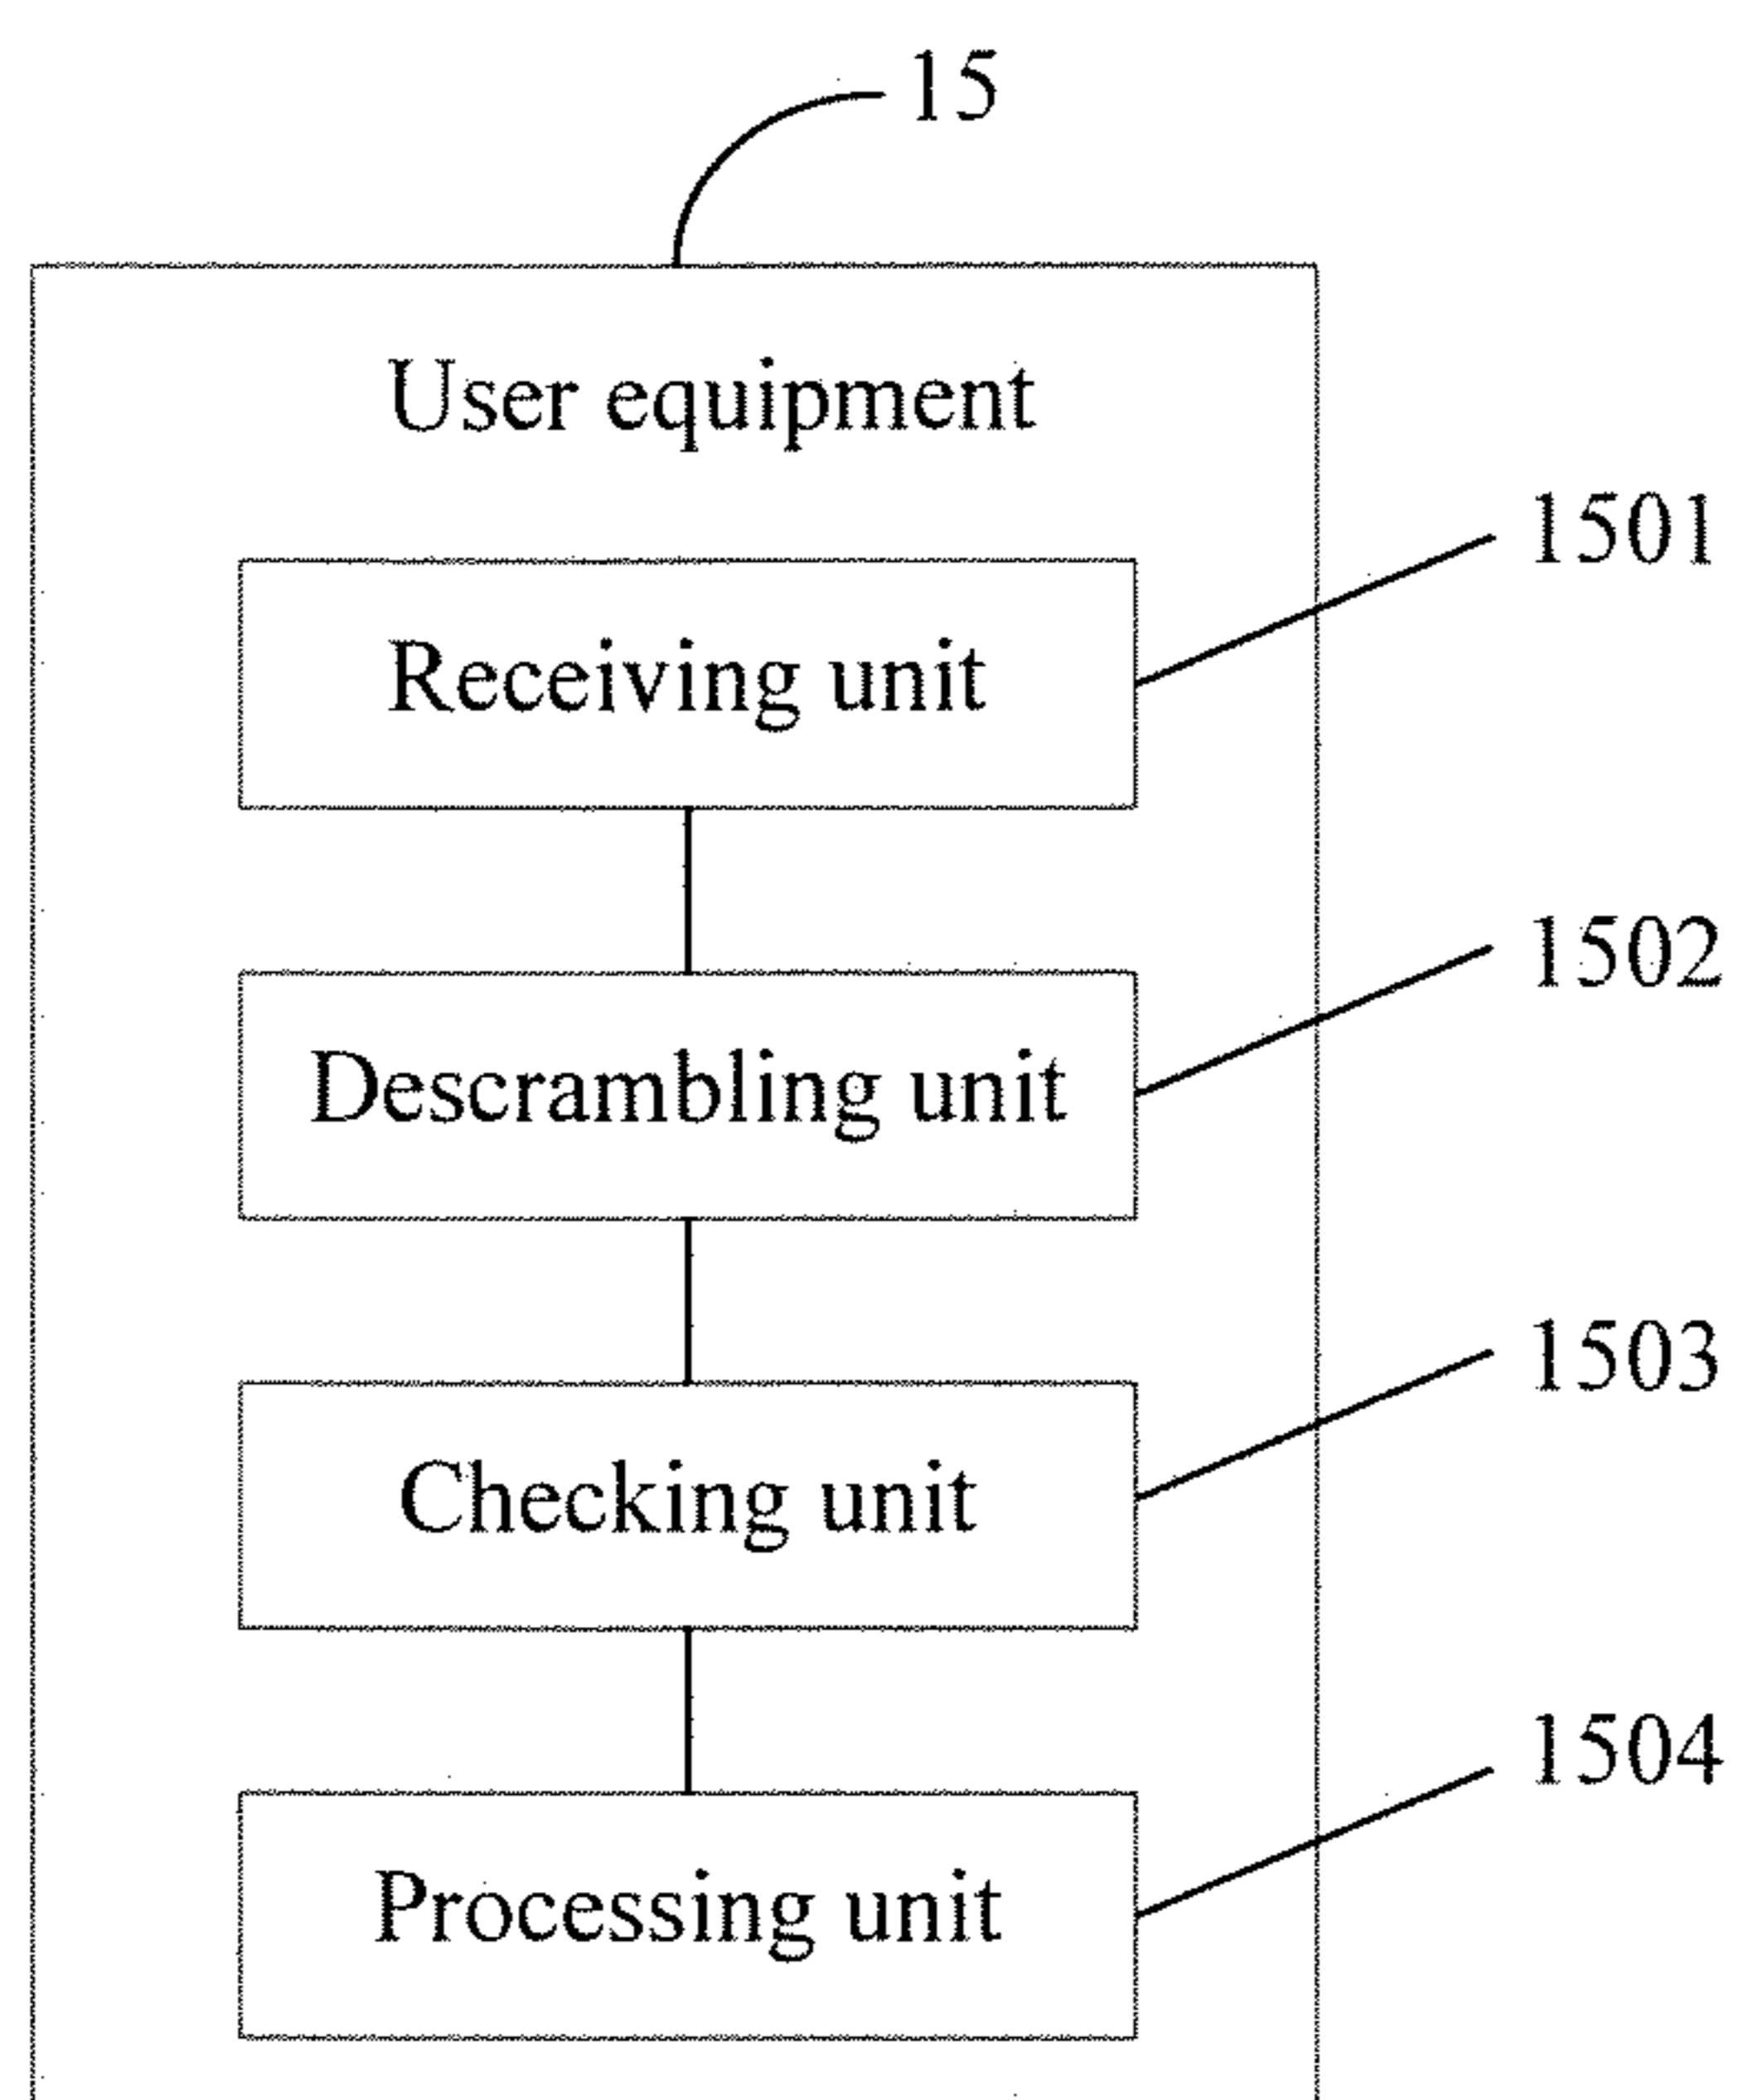 15
User equipment
1501
Receiving unit
1502
Descrambling unit
1503
Checking unit
1504
Processing unit